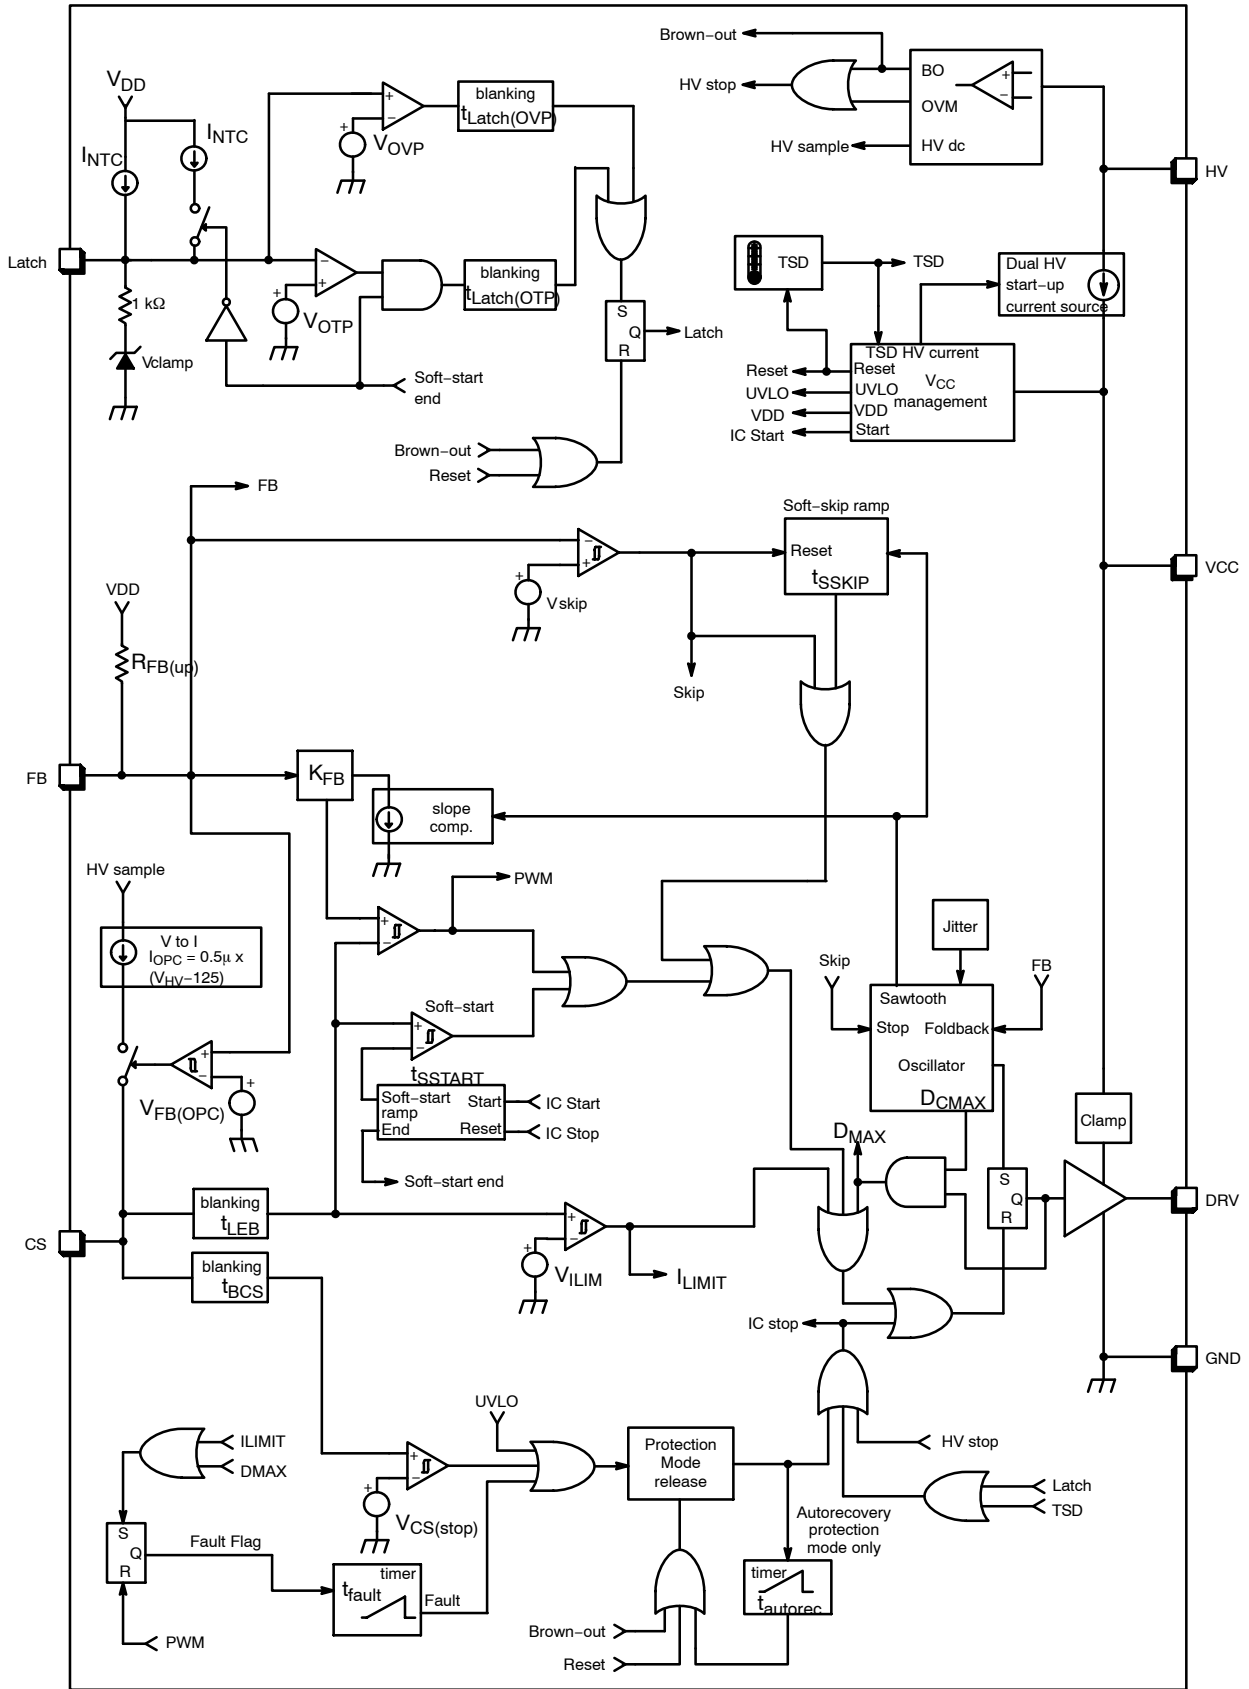 Brown−out
BO
+
−
HV stop
OVM
HV sample
HV dc
HV
VDD
INTC
INTC
+
−
blanking
tLatch(OVP)
+
VOVP
Latch
−
+
blanking
tLatch(OTP)
+
VOTP
1 kΩ
Vclamp
S
Q
R
Latch
Soft−start
end
Brown−out
Reset
TSD
TSD
Dual HV
start−up
current source
TSD HV current
Reset
Reset
UVLO
UVLO
VCC
management
VDD
VDD
IC Start
Start
FB
Soft−skip ramp
−
+
Reset
tSSKIP
+
Vskip
VCC
VDD
RFB(up)
Skip
FB
KFB
slope
comp.
HV sample
PWM
V to I
IOPC = 0.5μ x
(VHV−125)
+
−
Jitter
Skip
FB
Soft−start
+
−
Sawtooth
Stop
Foldback
Oscillator
DCMAX
+
−
+
VFB(OPC)
tSSTART
Soft−start
ramp
Start
IC Start
End
Reset
IC Stop
Soft−start end
DMAX
Clamp
S
Q
R
DRV
blanking
tLEB
+
−
+
VILIM
ILIMIT
CS
blanking
tBCS
IC stop
GND
UVLO
ILIMIT
DMAX
+
−
+
VCS(stop)
Protection
Mode
release
HV stop
Latch
TSD
Autorecovery
protection
mode only
S
Q
R
Fault Flag
timer
tfault
Fault
timer
tautorec
PWM
Brown−out
Reset